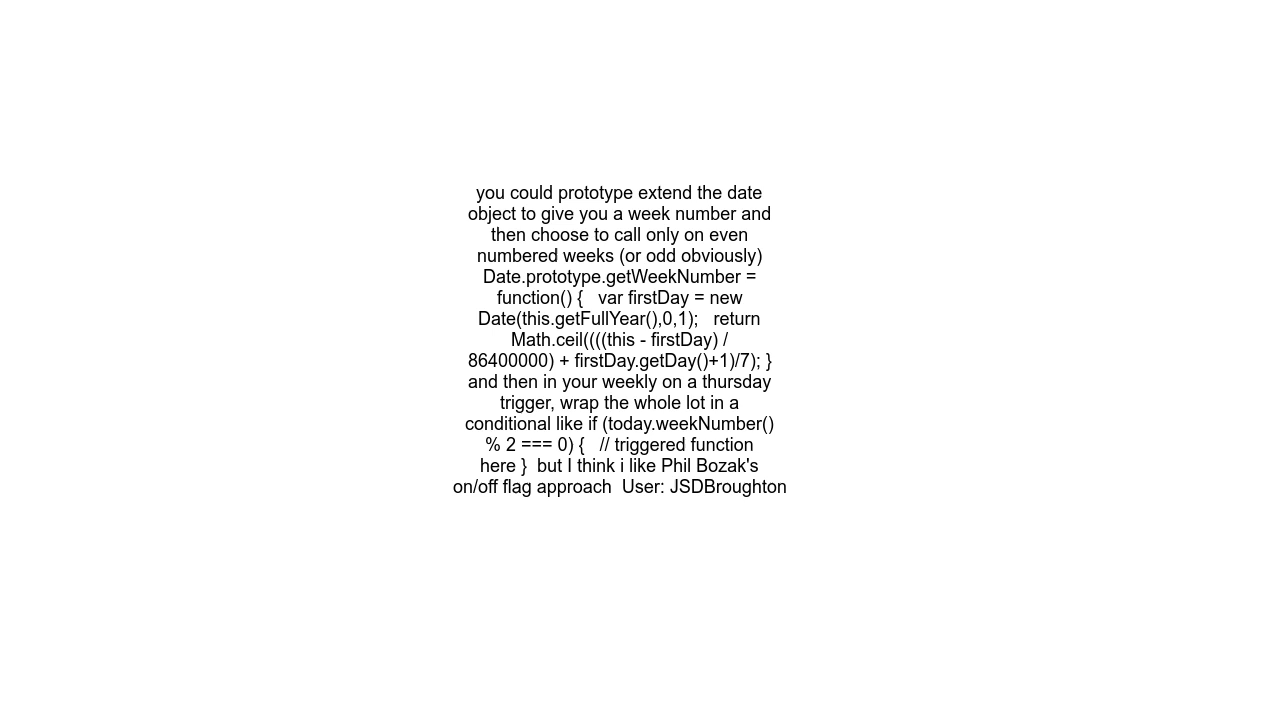 you could prototype extend the date
object to give you a week number and
then choose to call only on even
numbered weeks (or odd obviously)
Date.prototype.getWeekNumber =
function() {   var firstDay = new
Date(this.getFullYear(),0,1);   return
Math.ceil((((this - firstDay) /
86400000) + firstDay.getDay()+1)/7); }
and then in your weekly on a thursday
trigger, wrap the whole lot in a
conditional like if (today.weekNumber()
% 2 === 0) {   // triggered function
here }  but I think i like Phil Bozak's
on/off flag approach  User: JSDBroughton